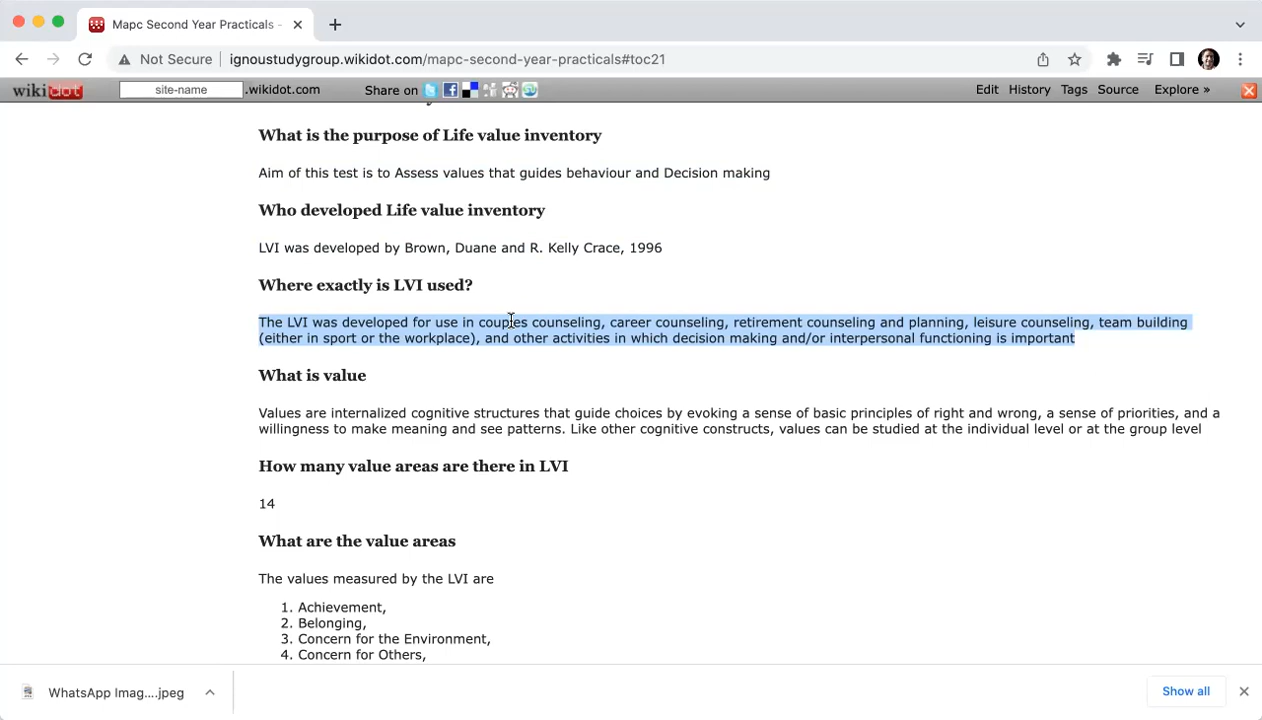 Mapc Second Year Practicals -
Not Secure
ignoustudygroup.wikidot.com/mapc-second-year-practicals#toc21
wikidot
site-name
.wikidot.com
Share on
Edit
History
Tags
Source
Explore »
What is the purpose of Life value inventory
Aim of this test is to Assess values that guides behaviour and Decision making
Who developed Life value inventory
LVI was developed by Brown, Duane and R. Kelly Crace, 1996
Where exactly is LVI used?
The LVI was developed for use in couples counseling, career counseling, retirement counseling and planning, leisure counseling, team building
(either in sport or the workplace), and other activities in which decision making and/or interpersonal functioning is important
What is value
Values are internalized cognitive structures that guide choices by evoking a sense of basic principles of right and wrong, a sense of priorities, and a
willingness to make meaning and see patterns. Like other cognitive constructs, values can be studied at the individual level or at the group level
How many value areas are there in LVI
14
What are the value areas
The values measured by the LVI are
1. Achievement,
2. Belonging,
3. Concern for the Environment,
4. Concern for Others,
WhatsApp Imag....jpeg
Show all